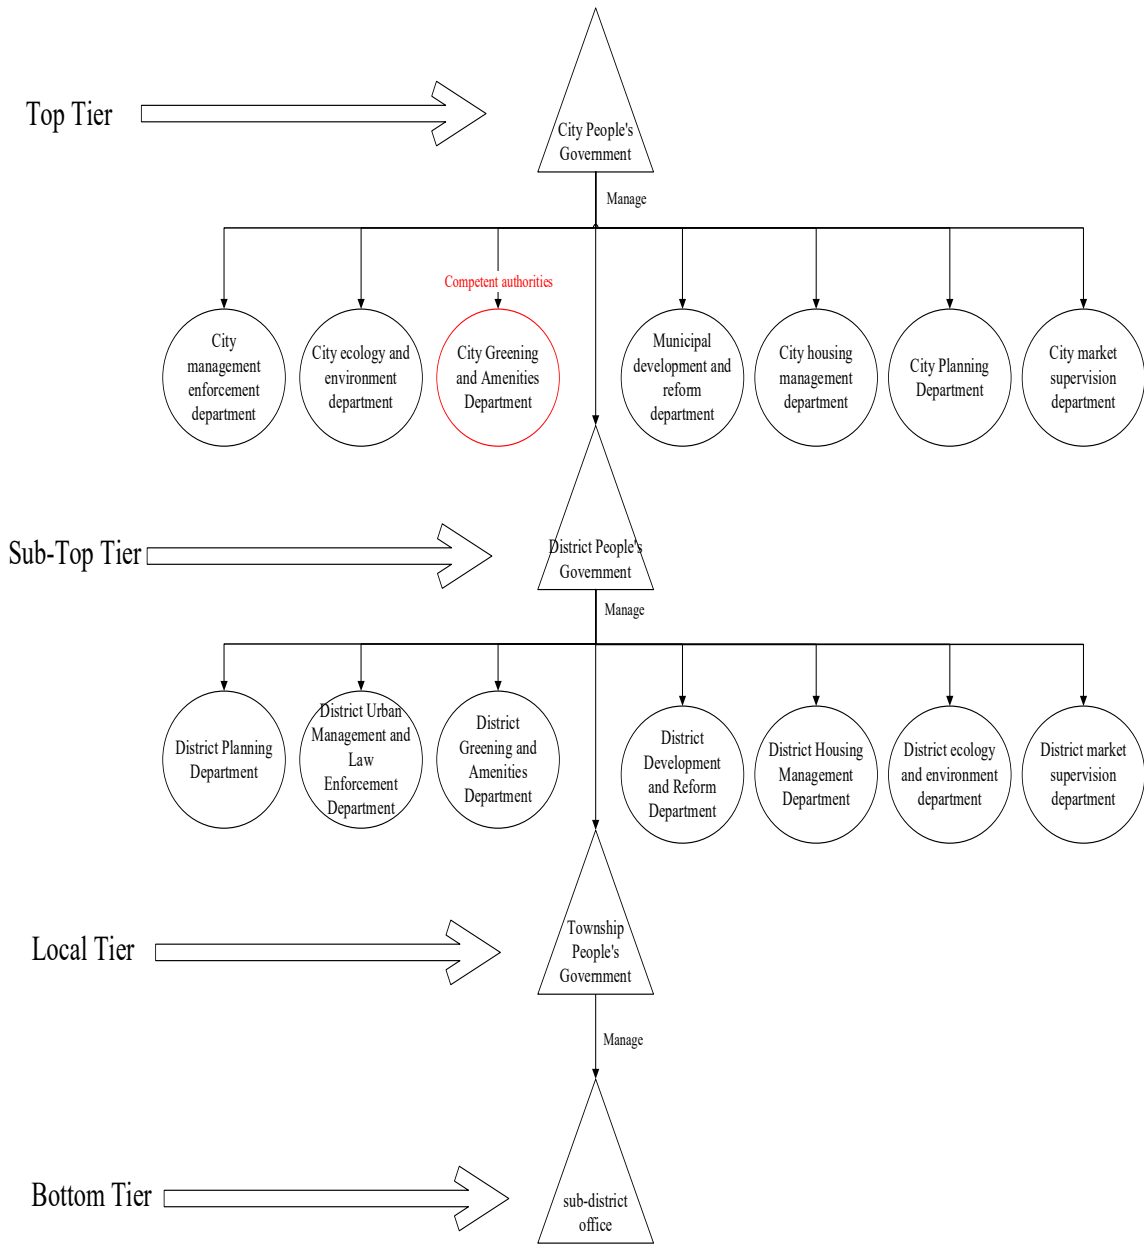 Top Tier
City People's
Government
Manage
Competent authorities
City
management
enforcement
department
City ecology and
environment
department
City Greening
and Amenities
Department
Municipal
development and
reform
department
City housing
management
department
City Planning
Department
City market
supervision
department
Sub-Top Tier
District People's
Government
Manage
District Planning
Department
District Urban
Management and
Law
Enforcement
Department
District
Greening and
Amenities
Department
District
Development
and Reform
Department
District Housing
Management
Department
District ecology
and environment
department
District market
supervision
department
Local Tier
Township
People's
Government
Manage
Bottom Tier
sub-district
office